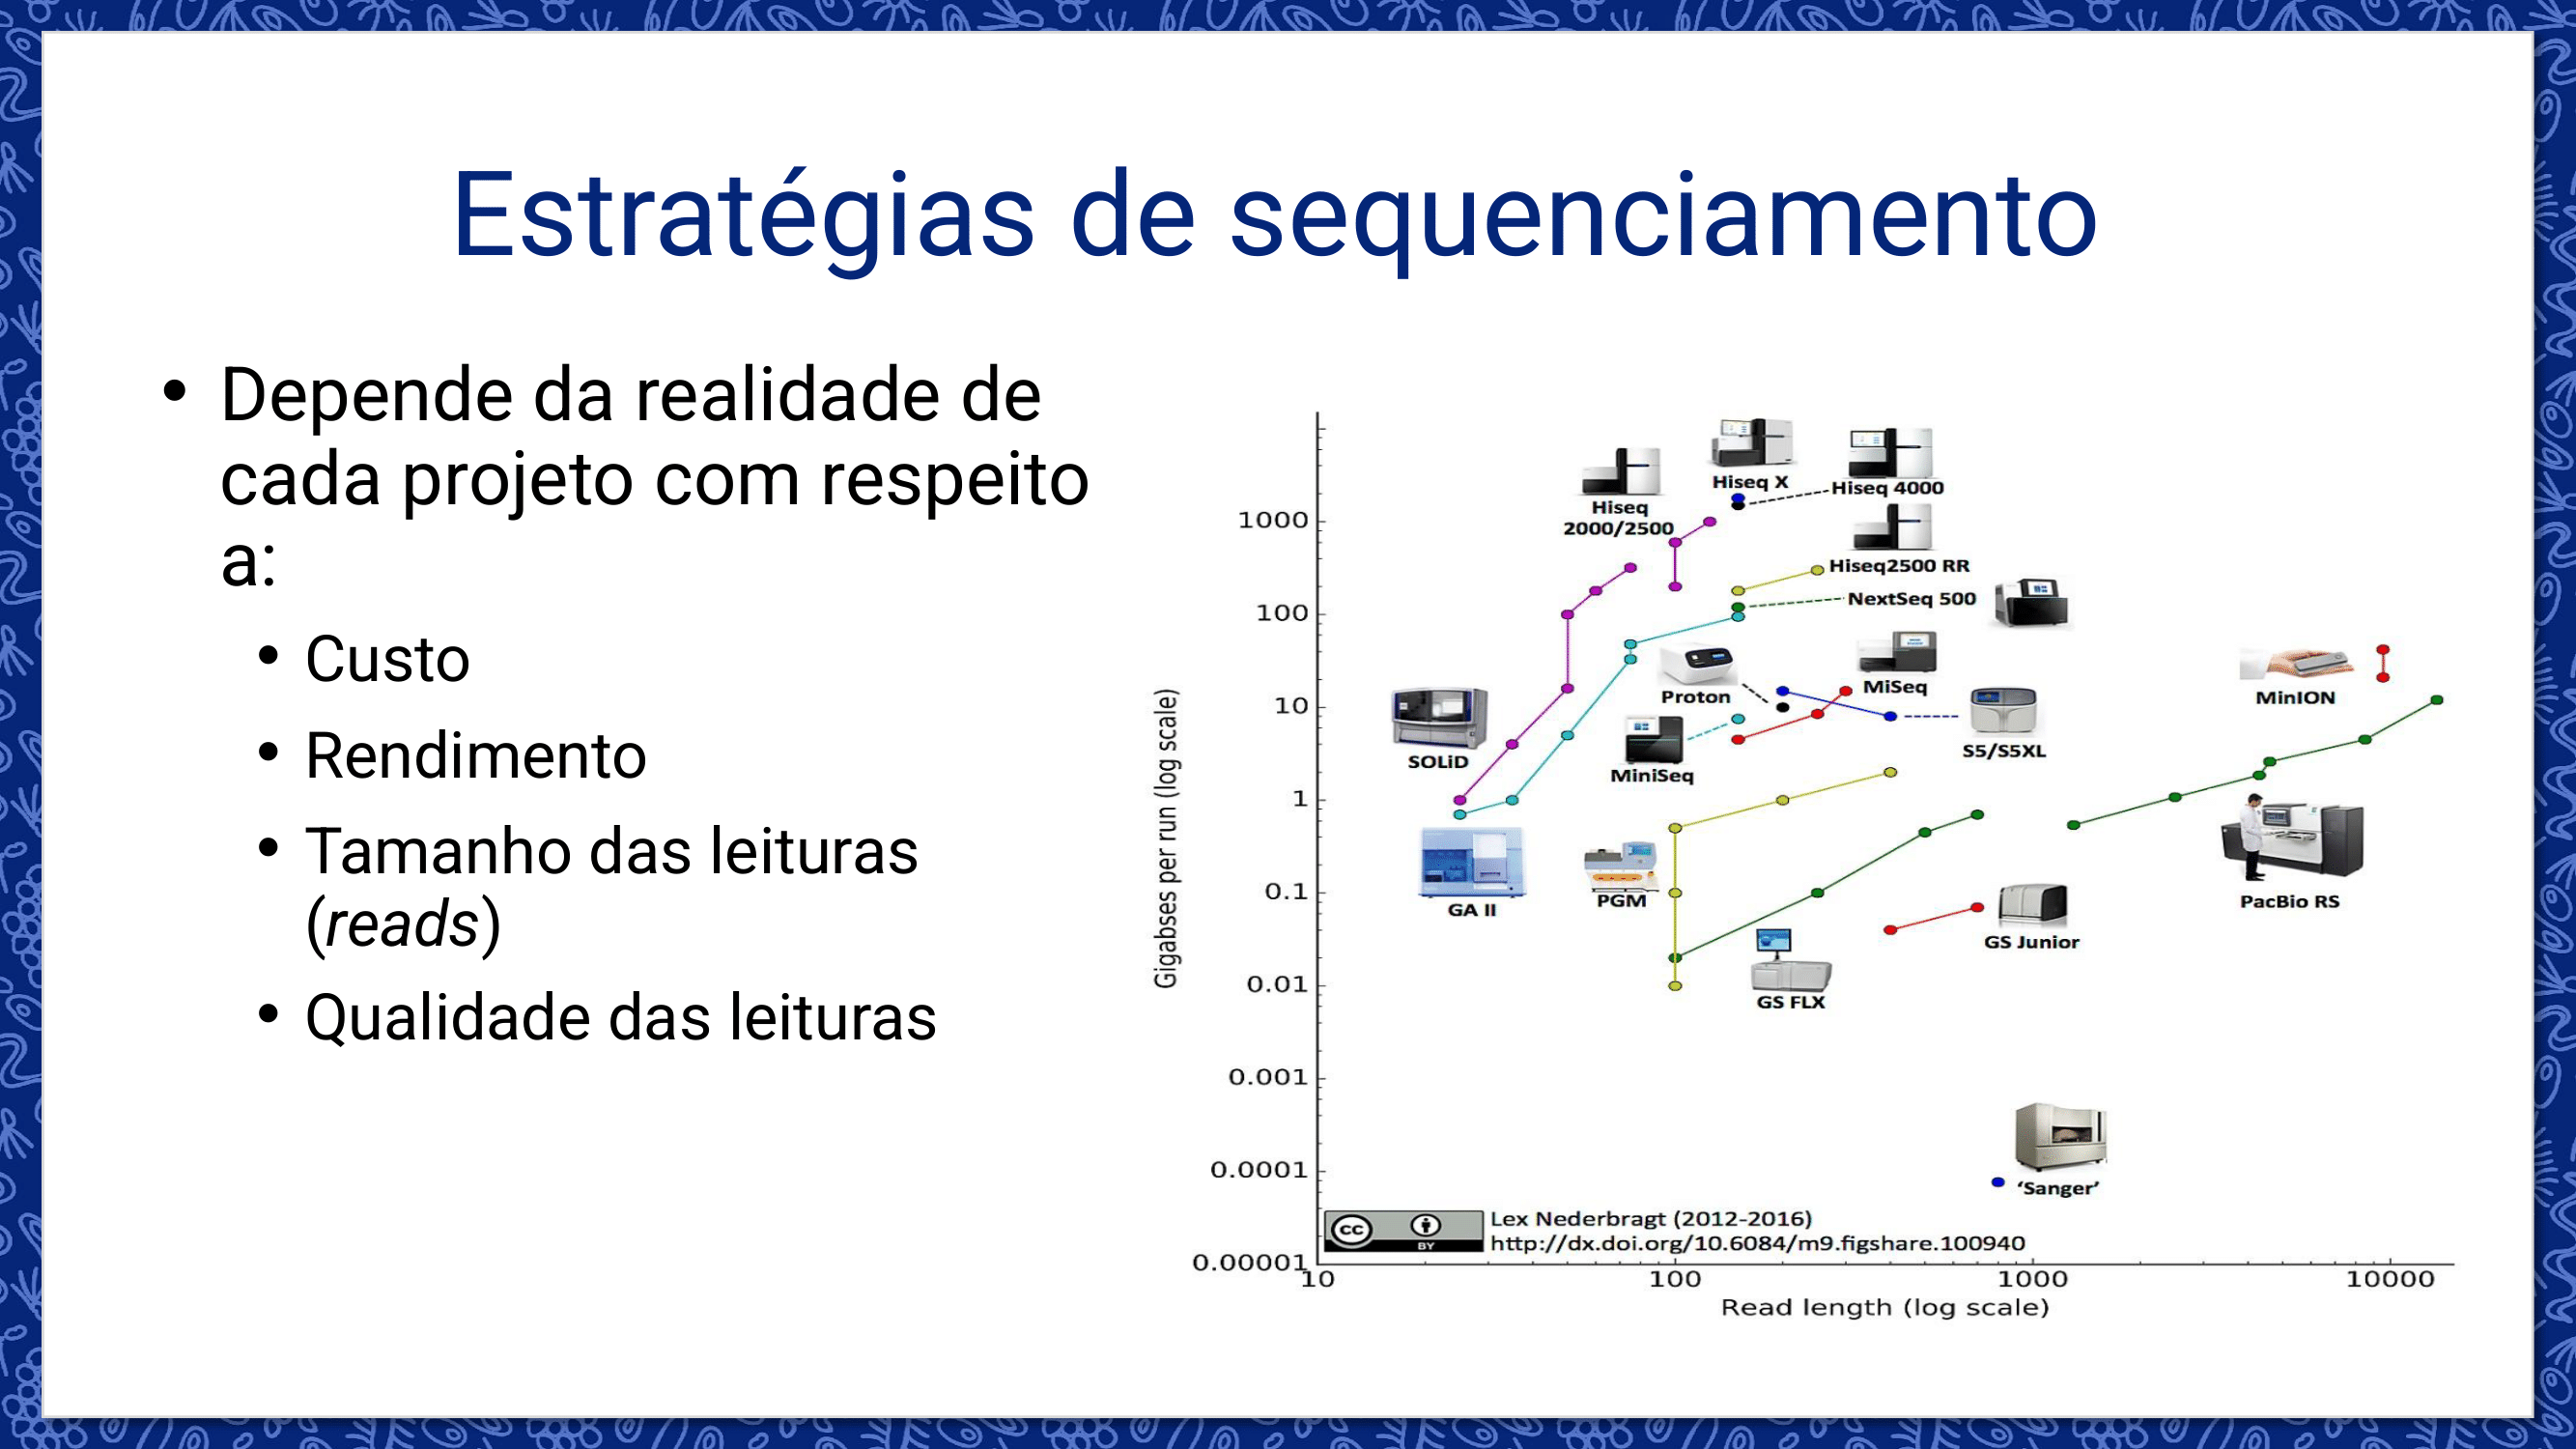 Estratégias de sequenciamento
• Depende da realidade de
cada projeto com respeito
a:
• Custo
• Rendimento
• Tamanho das leituras
(reads)
• Qualidade das leituras
Gigabses per run (log scale)
1000
100
10
1
0.1
0.01
0.001
0.0001
0.00001
Hiseq X
Hiseq 4000
Hiseq
2000/2500
Hiseq2500 RR
NextSeq 500
Proton
MiSeq
MinION
SOLiD
S5/S5XL
MiniSeq
GA II
PGM
PacBio RS
GS Junior
GS FLX
‘Sanger’
cc
BY
Lex Nederbragt (2012-2016)
http://dx.doi.org/10.6084/m9.figshare.100940
10
100
1000
10000
Read length (log scale)